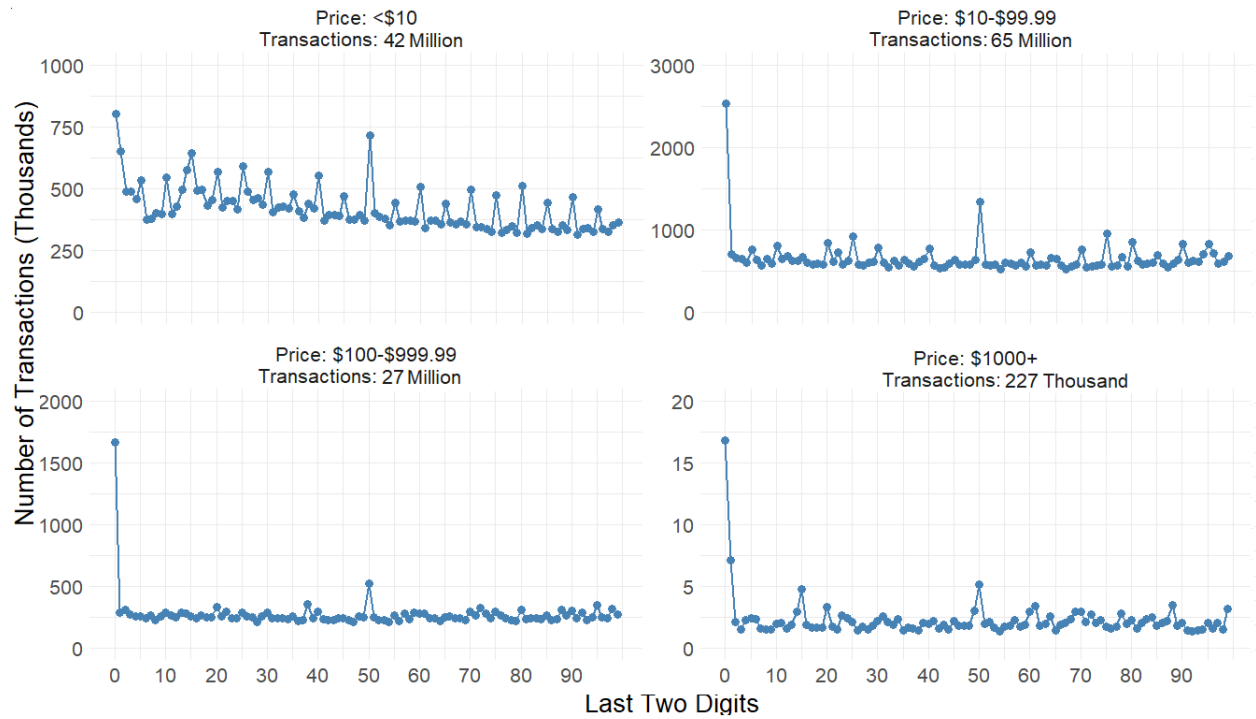 Price: <$10
Transactions: 42 Million
Price: $10-$99.99
Transactions: 65 Million
Number of Transactions (Thousands)
1000
750
500
250
0
3000
2000
1000
0
Price: $100-$999.99
Transactions: 27 Million
Price: $1000+
Transactions: 227 Thousand
2000
1500
1000
500
0
0 10 20 30 40 50 60 70 80 90
20
15
10
5
0
0 10 20 30 40 50 60 70 80 90
Last Two Digits